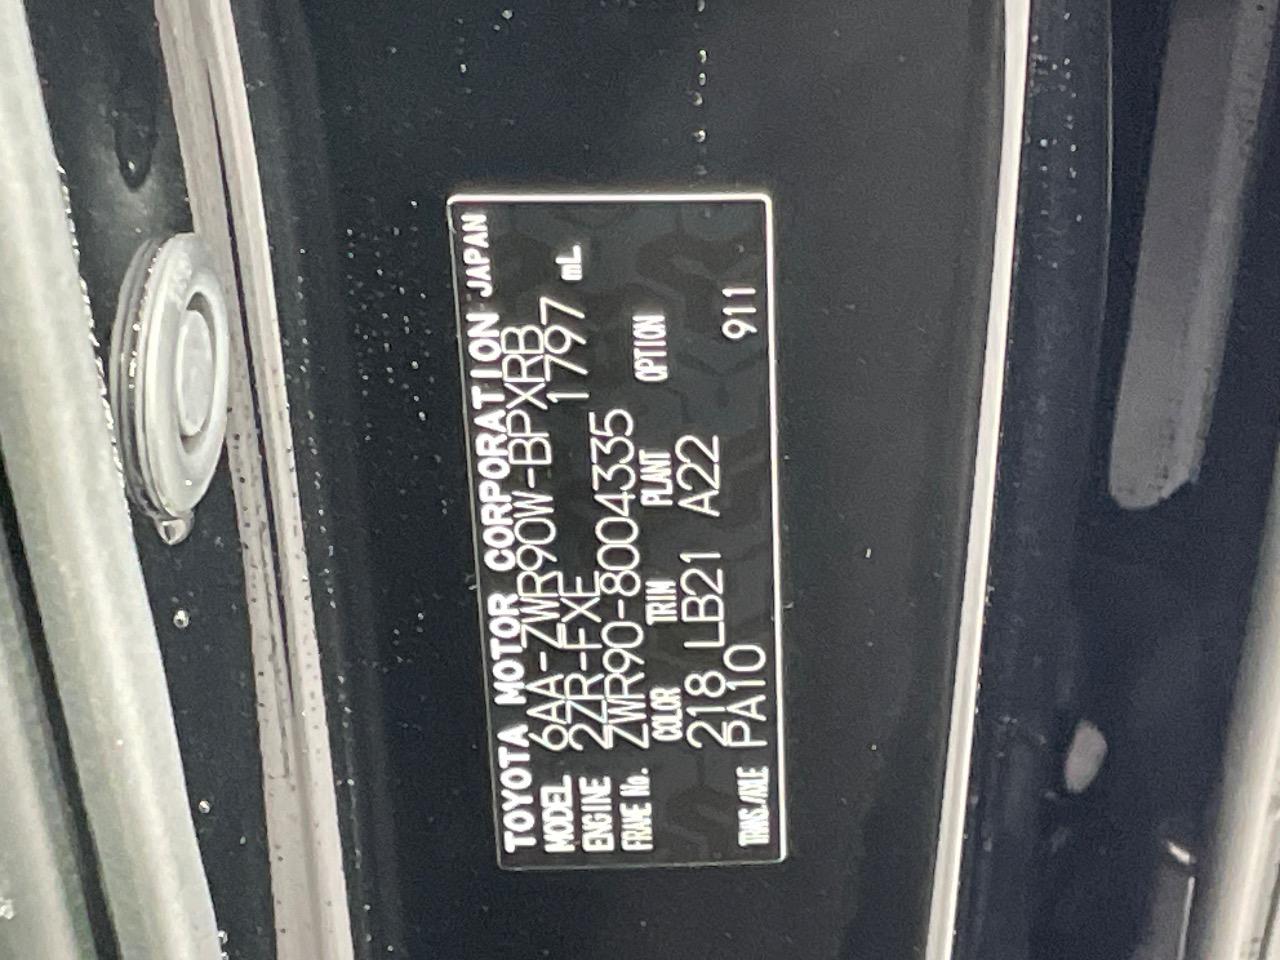 TOYOTA MOTOR CORPORATION JAPAN
MODEL 6AA-ZWR90W-BPXRB
ENGINE 2ZR-FXE 1797 mL
FRAME No. ZWR90-8004335
COLOR TRIM PLANT OPTION
218 LB21 A22
TRANS./AXLE PA10 911